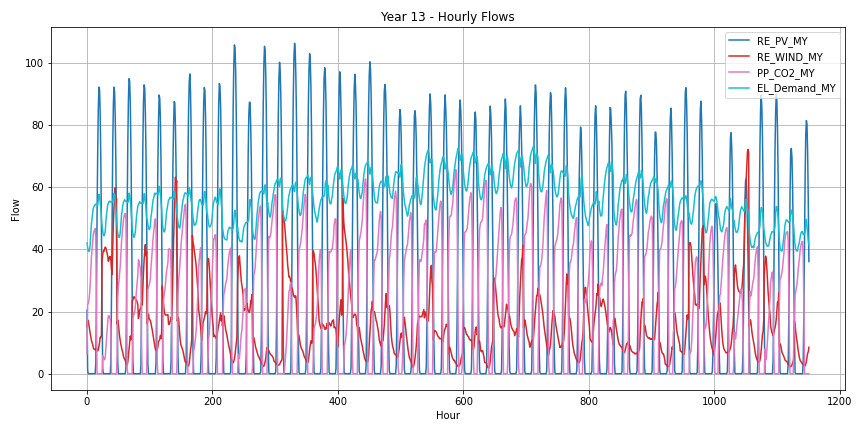 Year 13 - Hourly Flows
RE_PV_MY
RE_WIND_MY
PP_CO2_MY
EL_Demand_MY
100
80
60
40
20
0
Flow
0 200 400 600 800 1000 1200
Hour